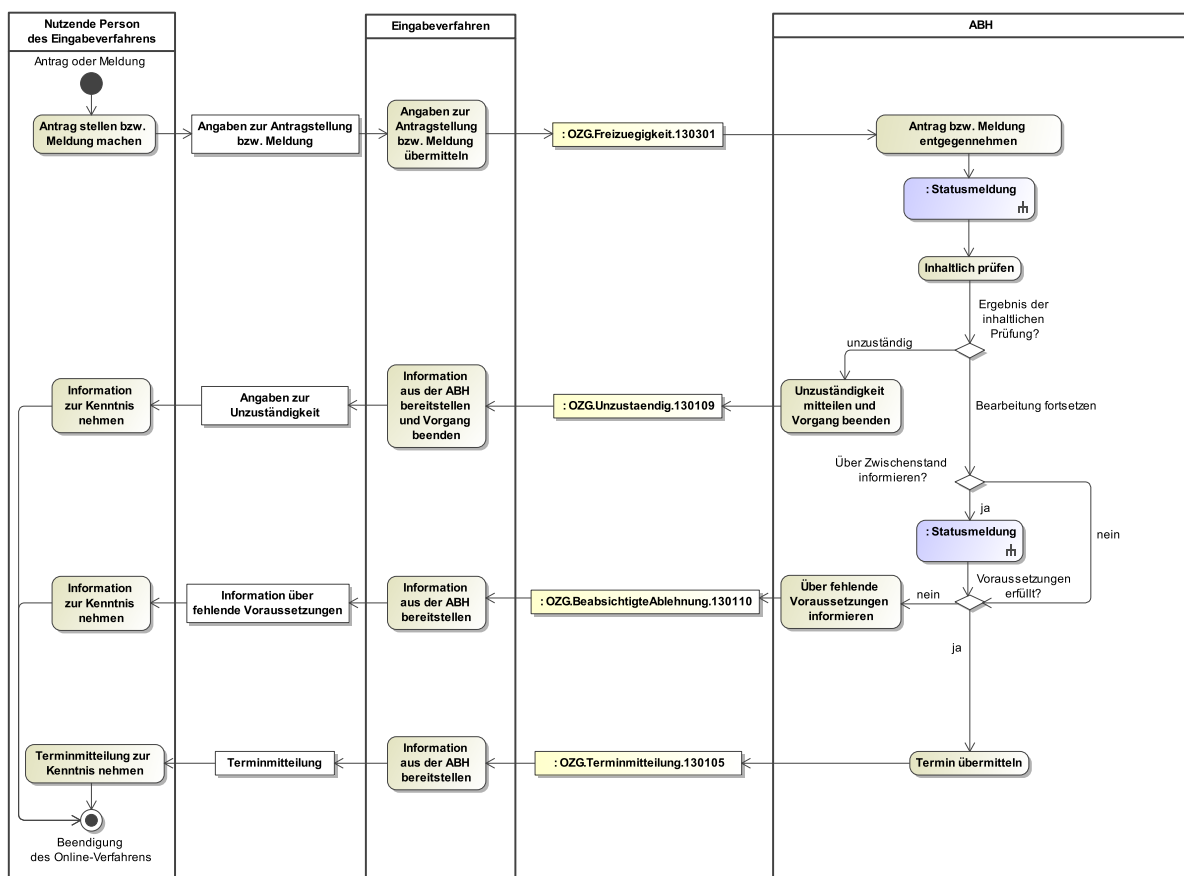 Nutzende Person
des Eingabeverfahrens
Eingabeverfahren
ABH
Antrag oder Meldung
Antrag stellen bzw.
Meldung machen
Angaben zur Antragstellung
bzw. Meldung
Angaben zur
Antragstellung
bzw. Meldung
übermitteln
: OZG.Freizuegigkeit.130301
Antrag bzw. Meldung
entgegennehmen
: Statusmeldung
Inhaltlich prüfen
Ergebnis der
inhaltlichen
Prüfung?
unzuständig
Information
zur Kenntnis
nehmen
Angaben zur
Unzuständigkeit
Information
aus der ABH
bereitstellen
und Vorgang
beenden
: OZG.Unzustaendig.130109
Unzuständigkeit
mitteilen und
Vorgang beenden
Bearbeitung fortsetzen
Über Zwischenstand
informieren?
ja
nein
: Statusmeldung
Voraussetzungen
erfüllt?
nein
Information
zur Kenntnis
nehmen
Information über
fehlende Voraussetzungen
Information
aus der ABH
bereitstellen
: OZG.BeabsichtigteAblehnung.130110
Über fehlende
Voraussetzungen
informieren
ja
Terminmitteilung zur
Kenntnis nehmen
Terminmitteilung
Information
aus der ABH
bereitstellen
: OZG.Terminmitteilung.130105
Termin übermitteln
Beendigung
des Online-Verfahrens